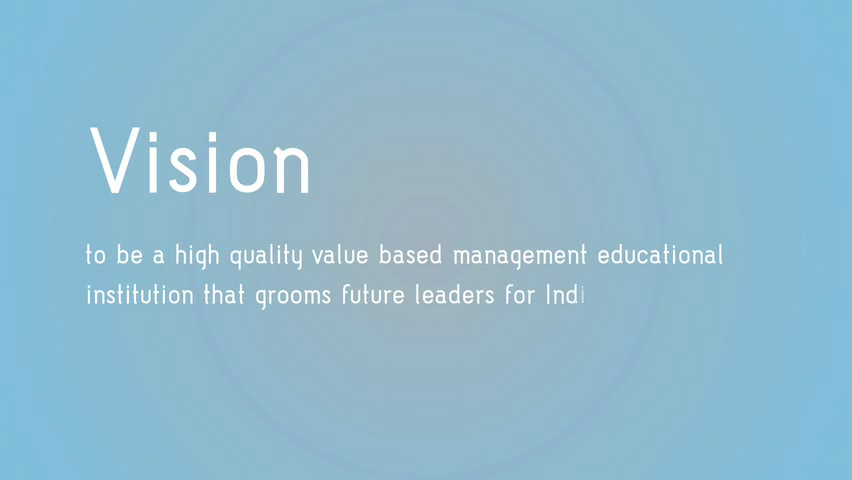 Vision
to be a high quality value based management educational
institution that grooms future leaders for Indi